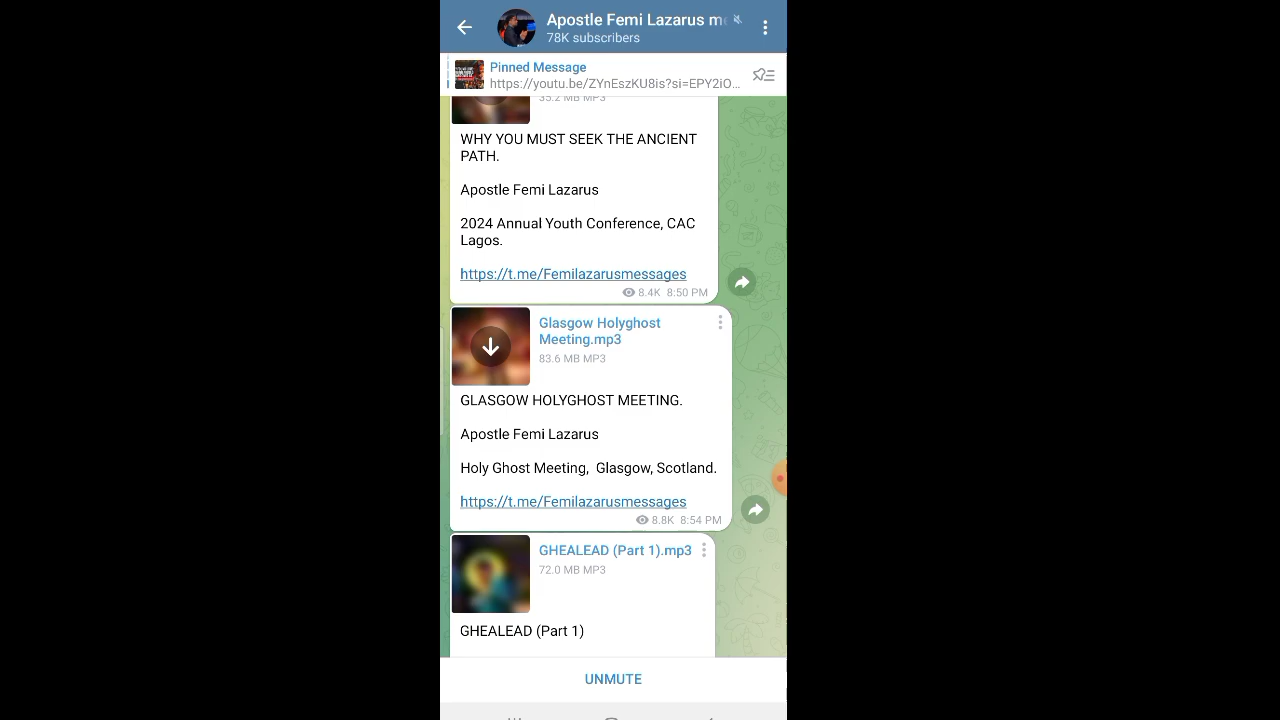 Apostle Femi Lazarus m
78K subscribers
Pinned Message
https://youtu.be/ZYnEszKU8is?si=EPY2iO...
35.2 MB MP3
WHY YOU MUST SEEK THE ANCIENT
PATH.
Apostle Femi Lazarus
2024 Annual Youth Conference, CAC
Lagos.
https://t.me/Femilazarusmessages
8.4K 8:50 PM
Glasgow Holyghost
Meeting.mp3
83.6 MB MP3
GLASGOW HOLYGHOST MEETING.
Apostle Femi Lazarus
Holy Ghost Meeting, Glasgow, Scotland.
https://t.me/Femilazarusmessages
8.8K 8:54 PM
GHEALEAD (Part 1).mp3
72.0 MB MP3
GHEALEAD (Part 1)
UNMUTE